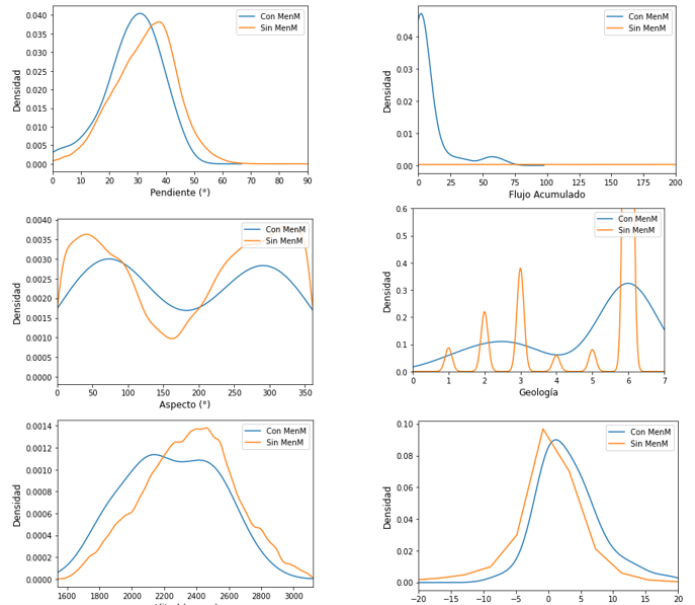 Con MenM
Sin MenM
Densidad
0.040
0.035
0.030
0.025
0.020
0.015
0.010
0.005
0.000
0 10 20 30 40 50 60 70 80 90
Pendiente (°)
Con MenM
Sin MenM
Densidad
0.04
0.03
0.02
0.01
0.00
0 25 50 75 100 125 150 175 200
Flujo Acumulado
Con MenM
Sin MenM
Densidad
0.0040
0.0035
0.0030
0.0025
0.0020
0.0015
0.0010
0.0005
0.0000
0 50 100 150 200 250 300 350
Aspecto (°)
Con MenM
Sin MenM
Densidad
0.6
0.5
0.4
0.3
0.2
0.1
0.0
0 1 2 3 4 5 6 7
Geología
Con MenM
Sin MenM
Densidad
0.0014
0.0012
0.0010
0.0008
0.0006
0.0004
0.0002
0.0000
1600 1800 2000 2200 2400 2600 2800 3000
Con MenM
Sin MenM
Densidad
0.10
0.08
0.06
0.04
0.02
0.00
−20 −15 −10 −5 0 5 10 15 20